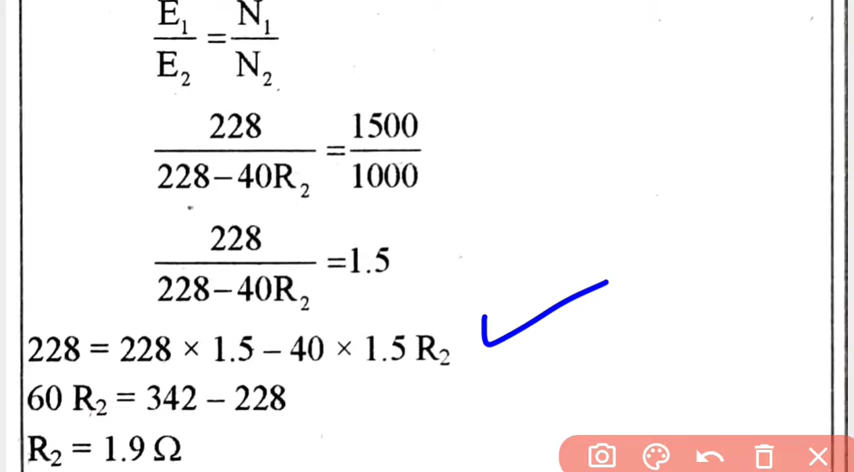 E₁/E₂ = N₁/N₂
228/(228–40R₂) = 1500/1000
228/(228–40R₂) = 1.5
228 = 228 × 1.5 – 40 × 1.5 R₂
60 R₂ = 342 – 228
R₂ = 1.9 Ω